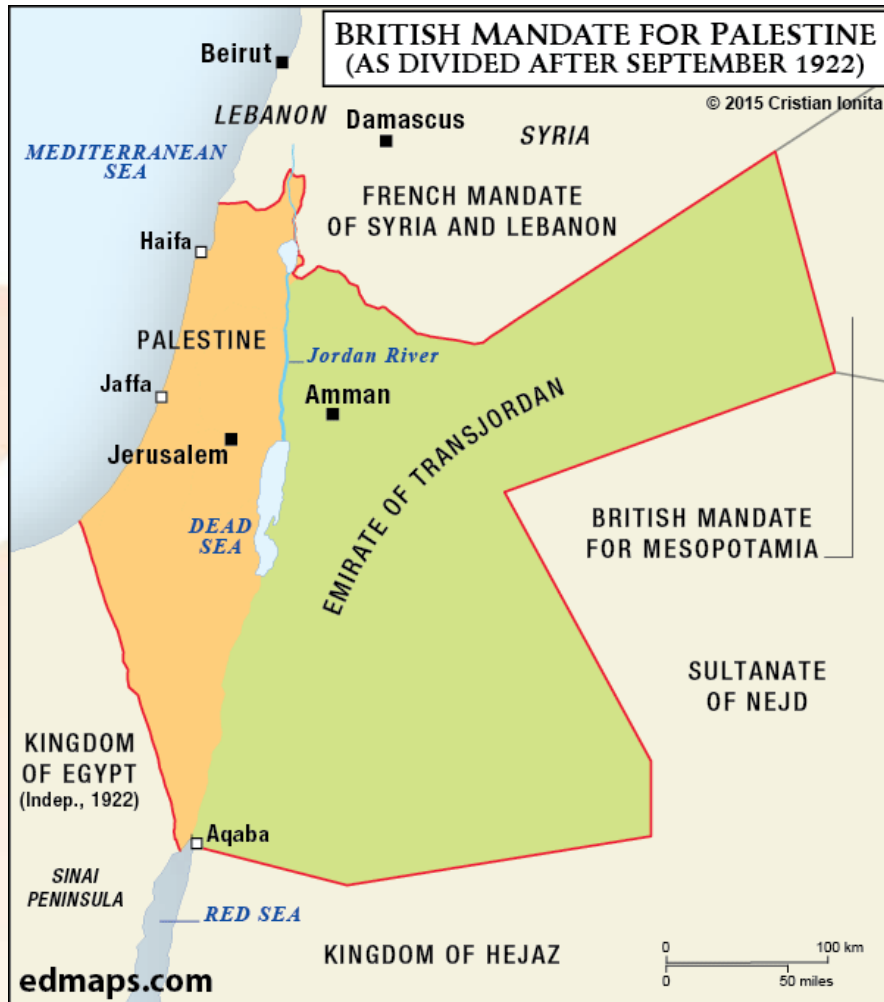 BRITISH MANDATE FOR PALESTINE
(AS DIVIDED AFTER SEPTEMBER 1922)
© 2015 Cristian Ionita
Beirut
LEBANON
Damascus
SYRIA
MEDITERRANEAN
SEA
FRENCH MANDATE
OF SYRIA AND LEBANON
Haifa
PALESTINE
Jordan River
Jaffa
Amman
Jerusalem
EMIRATE OF TRANSJORDAN
DEAD
SEA
BRITISH MANDATE
FOR MESOPOTAMIA
SULTANATE
OF NEJD
KINGDOM
OF EGYPT
(Indep., 1922)
Aqaba
SINAI
PENINSULA
RED SEA
KINGDOM OF HEJAZ
0 100 km
0 50 miles
edmaps.com